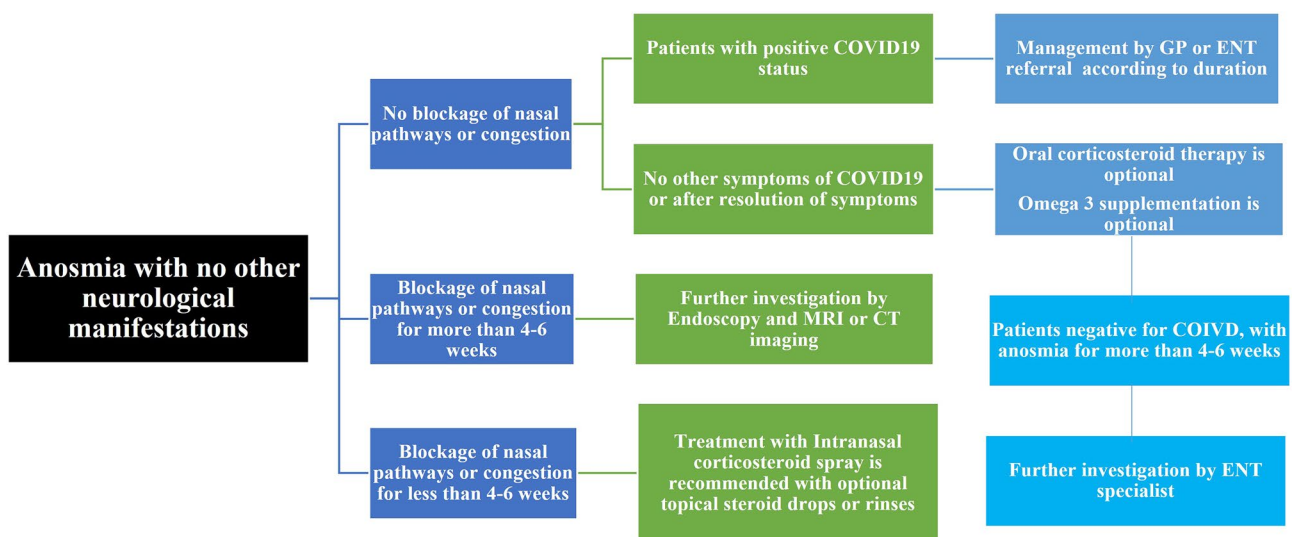 Anosmia with no other
neurological
manifestations
No blockage of nasal
pathways or congestion
Patients with positive COVID19
status
Management by GP or ENT
referral according to duration
No other symptoms of COVID19
or after resolution of symptoms
Oral corticosteroid therapy is
optional
Omega 3 supplementation is
optional
Patients negative for COIVD, with
anosmia for more than 4-6 weeks
Further investigation by ENT
specialist
Blockage of nasal
pathways or congestion
for more than 4-6
weeks
Further investigation by
Endoscopy and MRI or CT
imaging
Blockage of nasal
pathways or congestion
for less than 4-6 weeks
Treatment with Intranasal
corticosteroid spray is
recommended with optional
topical steroid drops or rinses